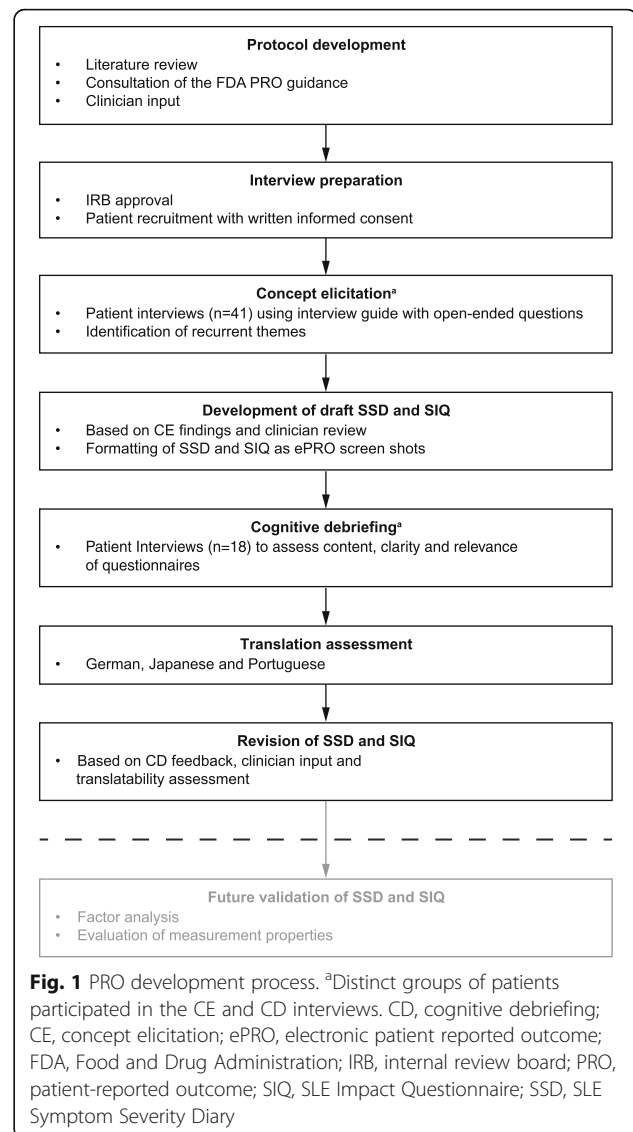 Protocol development
• Literature review
• Consultation of the FDA PRO guidance
• Clinician input
Interview preparation
• IRB approval
• Patient recruitment with written informed consent
Concept elicitationᵃ
• Patient interviews (n=41) using interview guide with open-ended questions
• Identification of recurrent themes
Development of draft SSD and SIQ
• Based on CE findings and clinician review
• Formatting of SSD and SIQ as ePRO screen shots
Cognitive debriefingᵃ
• Patient Interviews (n=18) to assess content, clarity and relevance
of questionnaires
Translation assessment
• German, Japanese and Portuguese
Revision of SSD and SIQ
• Based on CD feedback, clinician input and
translatability assessment
Future validation of SSD and SIQ
• Factor analysis
• Evaluation of measurement properties
Fig. 1 PRO development process. ᵃDistinct groups of patients
participated in the CE and CD interviews. CD, cognitive debriefing;
CE, concept elicitation; ePRO, electronic patient reported outcome;
FDA, Food and Drug Administration; IRB, internal review board; PRO,
patient-reported outcome; SIQ, SLE Impact Questionnaire; SSD, SLE
Symptom Severity Diary